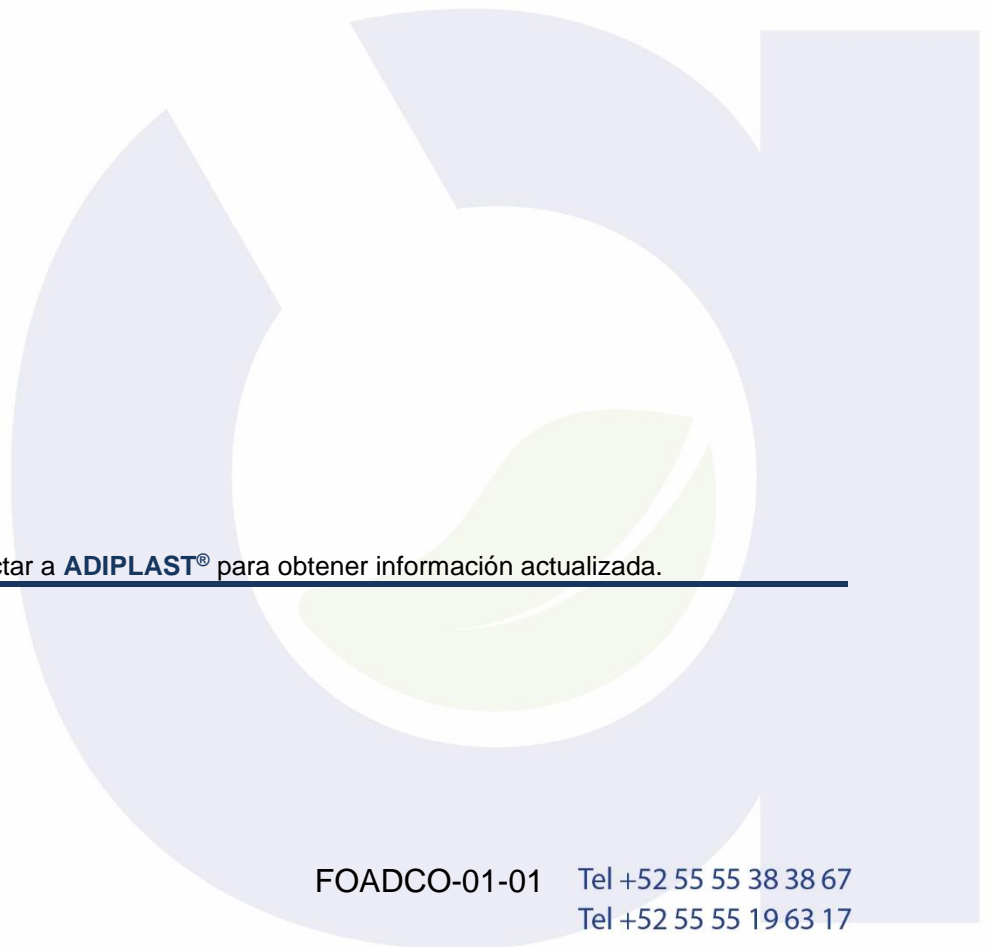 ctar a ADIPLAST® para obtener información actualizada.
FOADCO-01-01 Tel +52 55 55 38 38 67
Tel +52 55 55 19 63 17